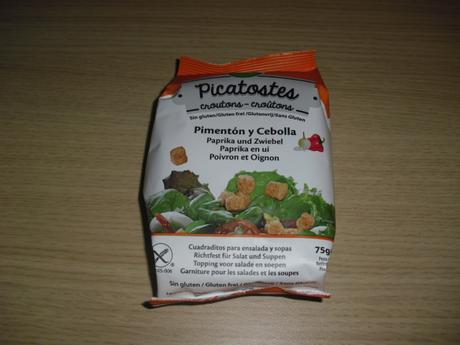 Picatostes
croutons - croûtons
Sin gluten/Gluten frei /Glutenvrij/Sans Gluten
Pimentón y Cebolla
Paprika und Zwiebel
Paprika en ui
Poivron et Oignon
Cuadraditos para ensalada y sopas
Richtfest für Salat und Suppen
Topping voor salade en soepen
Garniture pour les salades et les soupes
75g
Sin gluten /Gluten frei /